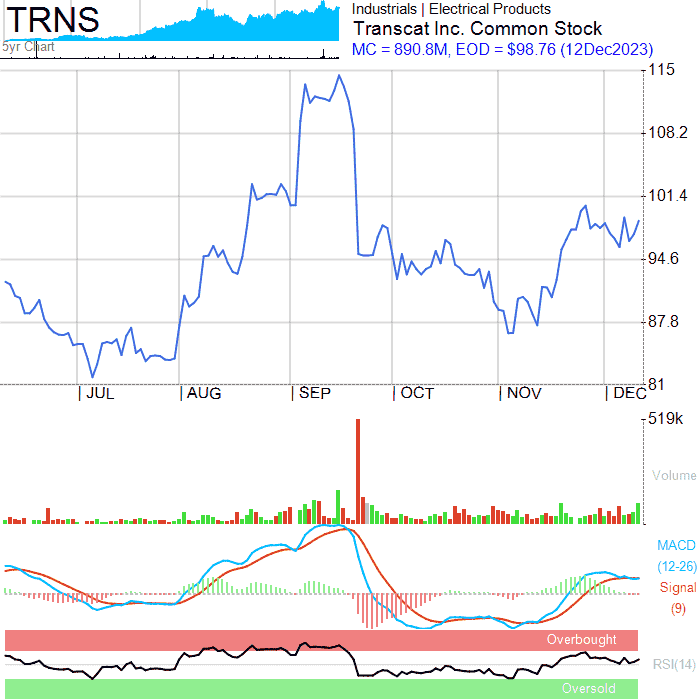 TRNS
5yr Chart
Industrials | Electrical Products
Transcat Inc. Common Stock
MC = 890.8M, EOD = $98.76 (12Dec2023)
115
108.2
101.4
94.6
87.8
81
JUL AUG SEP OCT NOV DEC
519k
Volume
MACD
(12-26)
Signal
(9)
Overbought
RSI(14)
Oversold